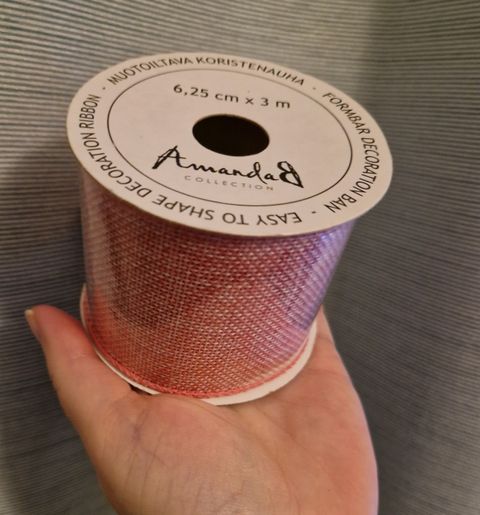 - MUOTOILTAVA KORISTENAUHA -
FORMBAR DECORATION BAN -
EASY TO SHAPE DECORATION RIBBON
6,25 cm x 3 m
AmandaB
COLLECTION